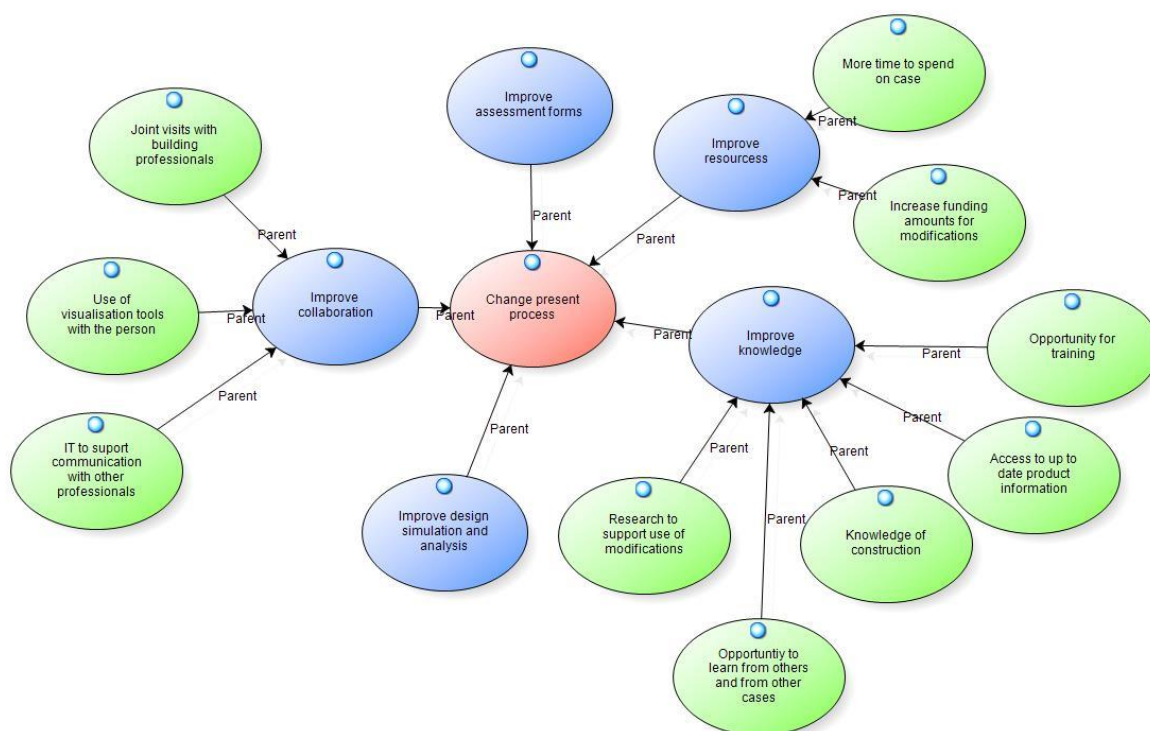 More time to spend
on case
Parent
Improve
assessment forms
Joint visits with
building
professionals
Improve
resourcess
Parent
Increase funding
amounts for
modifications
Parent
Parent
Parent
Use of
visualisation tools
with the person
Parent
Improve
collaboration
Parent
Change present
process
Parent
Improve
knowledge
Parent
Opportunity for
training
Parent
IT to suport
communication
with other
professionals
Parent
Improve design
simulation and
analysis
Parent
Research to
support use of
modifications
Parent
Parent
Knowledge of
construction
Parent
Access to up to
date product
information
Parent
Opportuntiy to
learn from others
and from other
cases